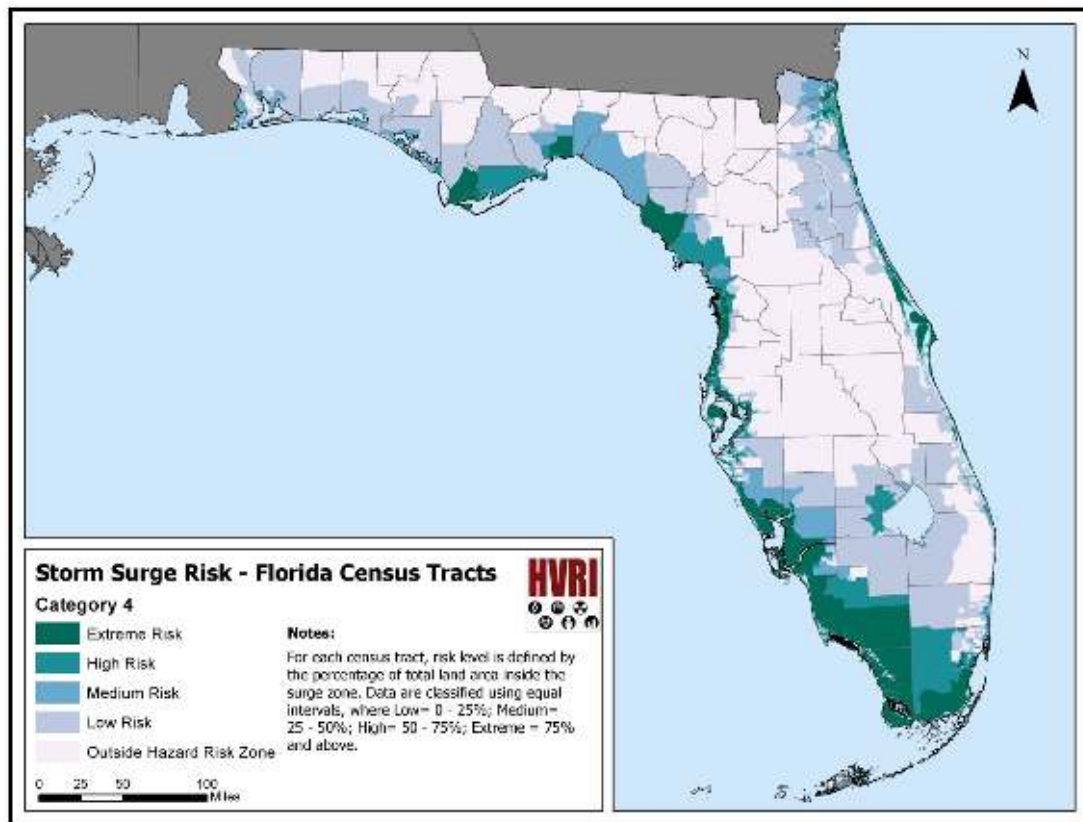 N
Storm Surge Risk - Florida Census Tracts
HVRI
Category 4
Extreme Risk
High Risk
Medium Risk
Low Risk
Outside Hazard Risk Zone
Notes:
For each census tract, risk level is defined by
the percentage of total land area inside the
surge zone. Data are classified using equal
intervals, where Low= 0 - 25%; Medium=
25 - 50%; High= 50 - 75%; Extreme = 75%
and above.
0 25 50 100
Miles